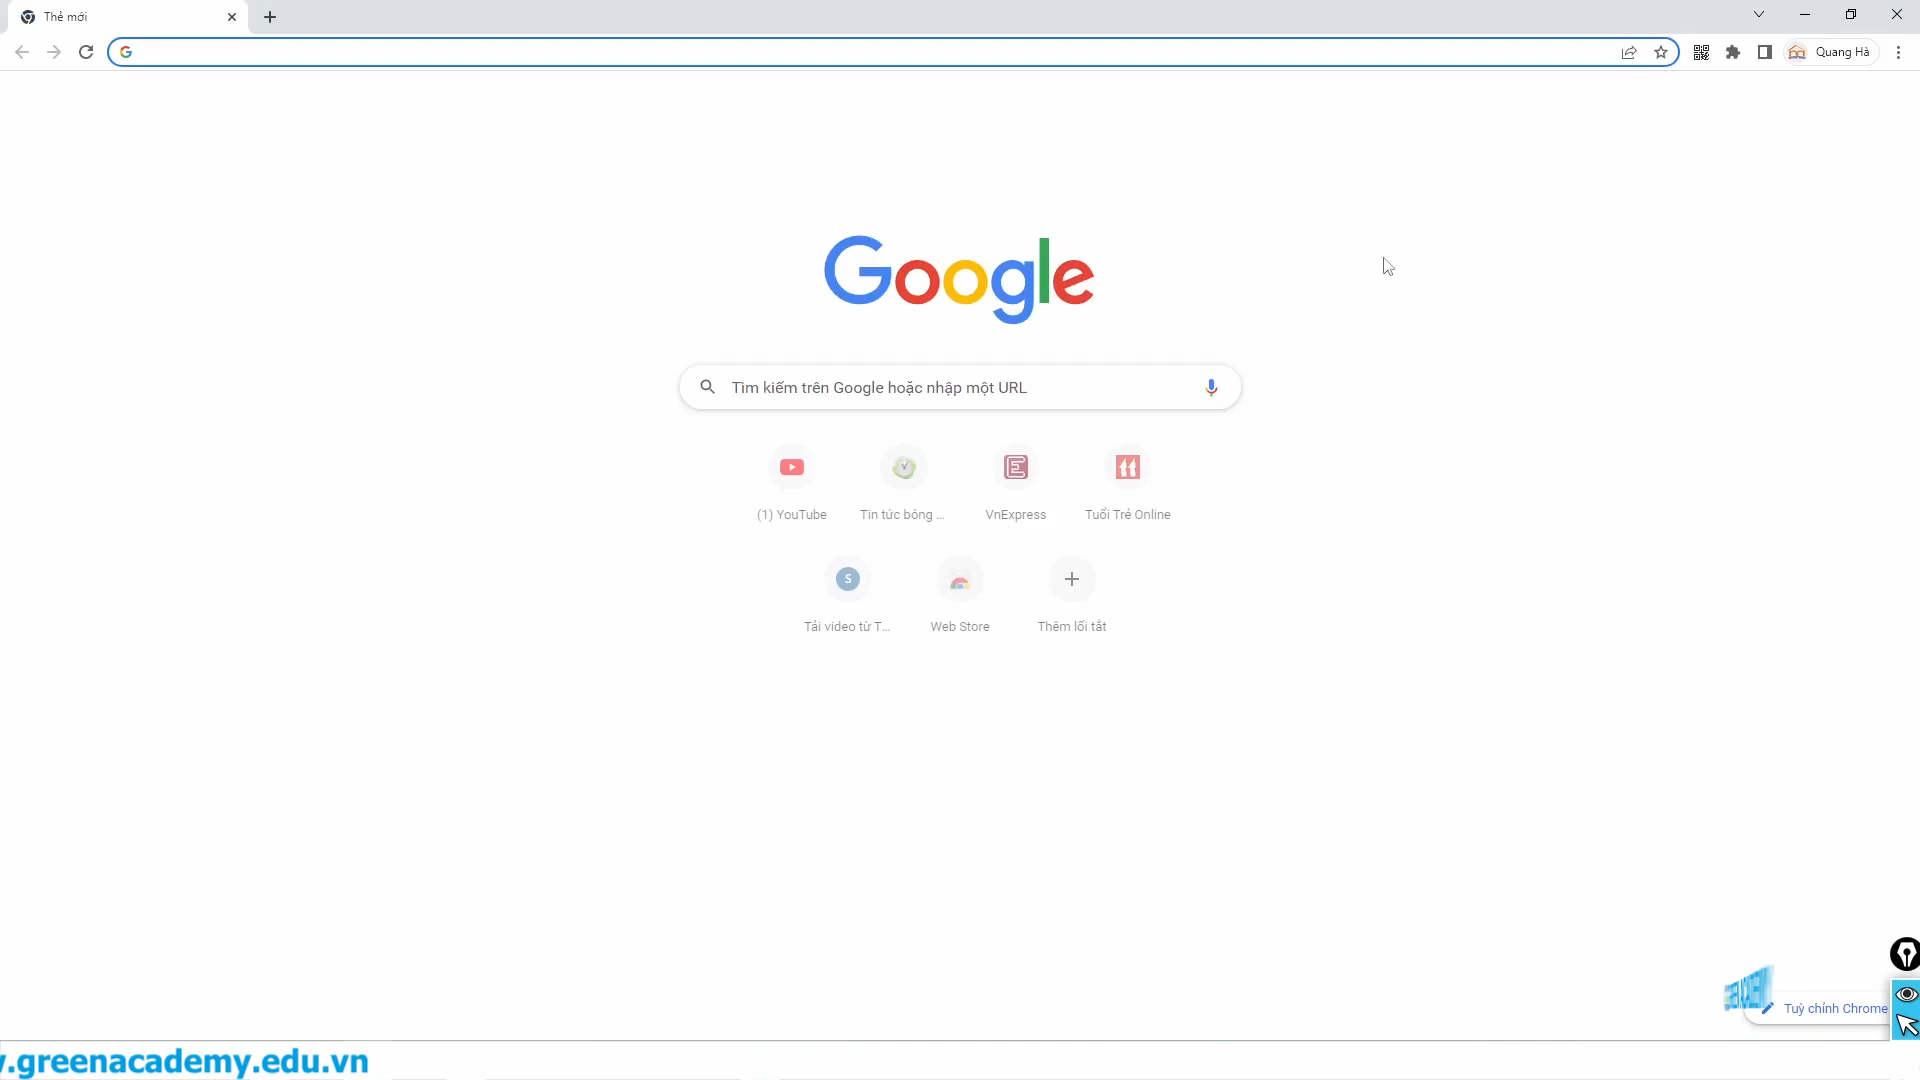 Thẻ mới
Quang Hà
Google
Tìm kiếm trên Google hoặc nhập một URL
(1) YouTube
Tin tức bóng ...
VnExpress
Tuổi Trẻ Online
S
Tải video từ T...
Web Store
Thêm lối tắt
Tuỳ chỉnh Chrome
.greenacademy.edu.vn